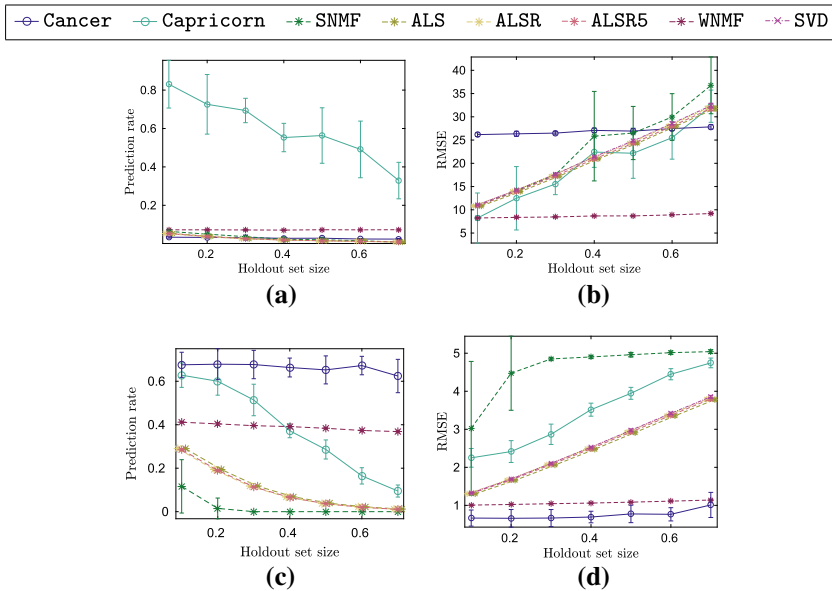 Cancer Capricorn SNMF ALS ALSR ALSR5 WNMF SVD
Prediction rate
0.8
0.6
0.4
0.2
0.2 0.4 0.6
Holdout set size
(a)
RMSE
40
35
30
25
20
15
10
5
0.2 0.4 0.6
Holdout set size
(b)
Prediction rate
0.6
0.4
0.2
0
0.2 0.4 0.6
Holdout set size
(c)
RMSE
5
4
3
2
1
0.2 0.4 0.6
Holdout set size
(d)